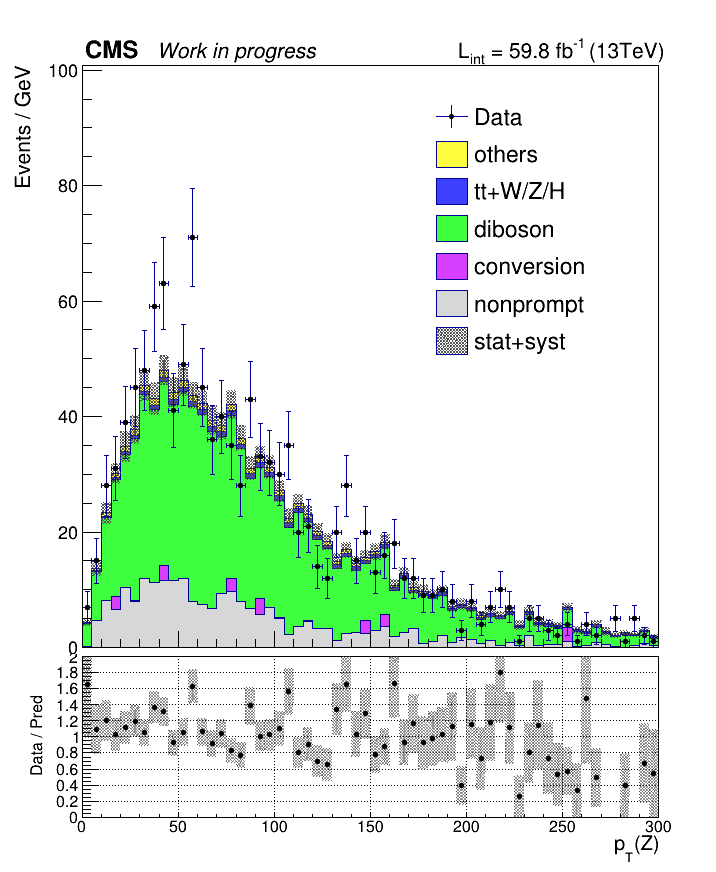 CMS Work in progress L_int = 59.8 fb⁻¹ (13TeV)
Events / GeV
100
80
60
40
20
0
Data
others
tt+W/Z/H
diboson
conversion
nonprompt
stat+syst
Data / Pred
2
1.8
1.6
1.4
1.2
1
0.8
0.6
0.4
0.2
0
0 50 100 150 200 250 300
p_T(Z)